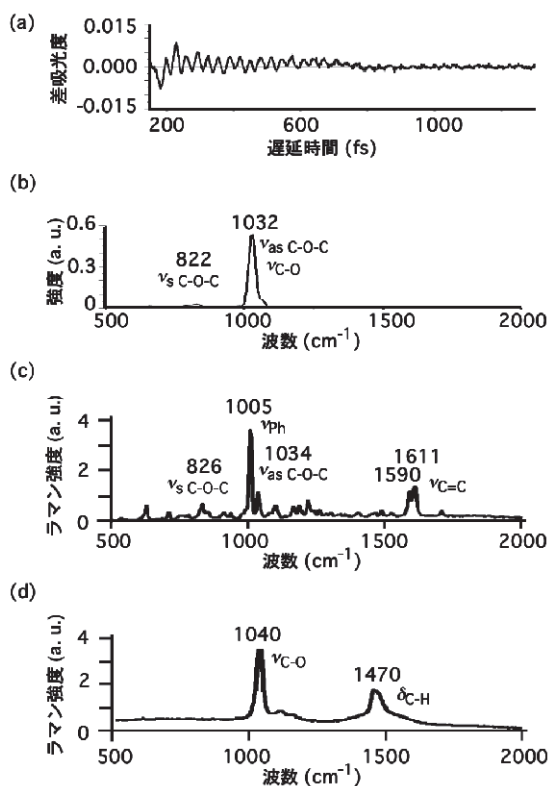 (a)
差吸光度
0.015
0.000
-0.015
200
600
1000
遅延時間 (fs)
(b)
強度 (a. u.)
0.6
0.3
0
1032
νas C-O-C
νC-O
822
νs C-O-C
500
1000
1500
2000
波数 (cm⁻¹)
(c)
ラマン強度 (a. u.)
4
2
0
1005
νPh
1034
νas C-O-C
826
νs C-O-C
1611
1590
νC=C
500
1000
1500
2000
波数 (cm⁻¹)
(d)
ラマン強度 (a. u.)
4
2
0
1040
νC-O
1470
δC-H
500
1000
1500
2000
波数 (cm⁻¹)